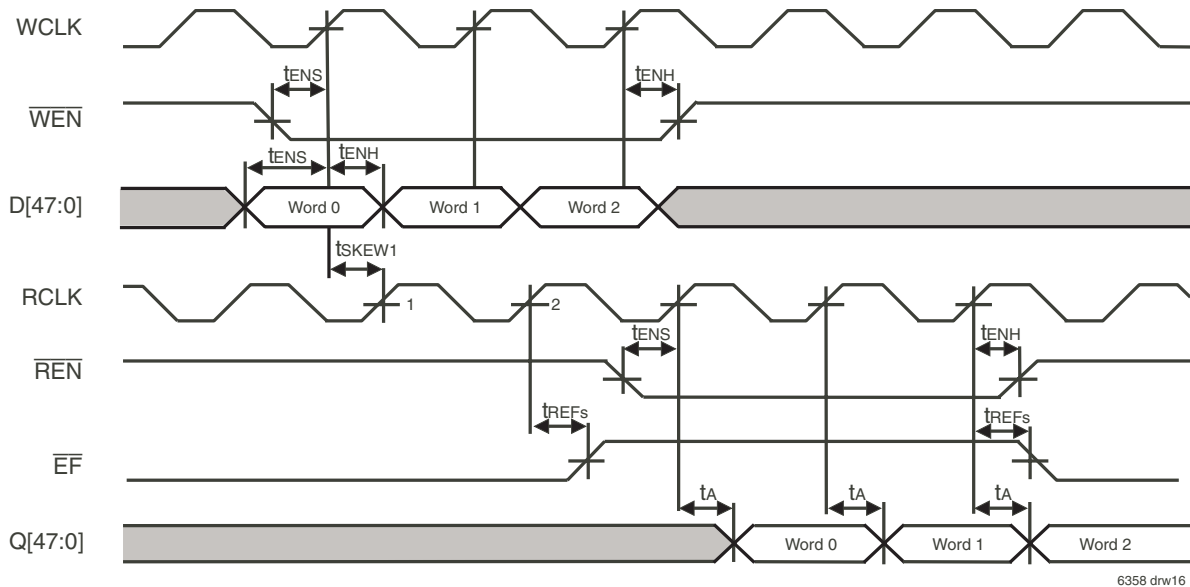 WCLK
tENS
tENH
WEN
tENS
tENH
D[47:0]
Word 0
Word 1
Word 2
tSKEW1
RCLK
1
2
tENS
tENH
REN
tREFs
tREFs
EF
tA
tA
tA
Q[47:0]
Word 0
Word 1
Word 2
6358 drw16